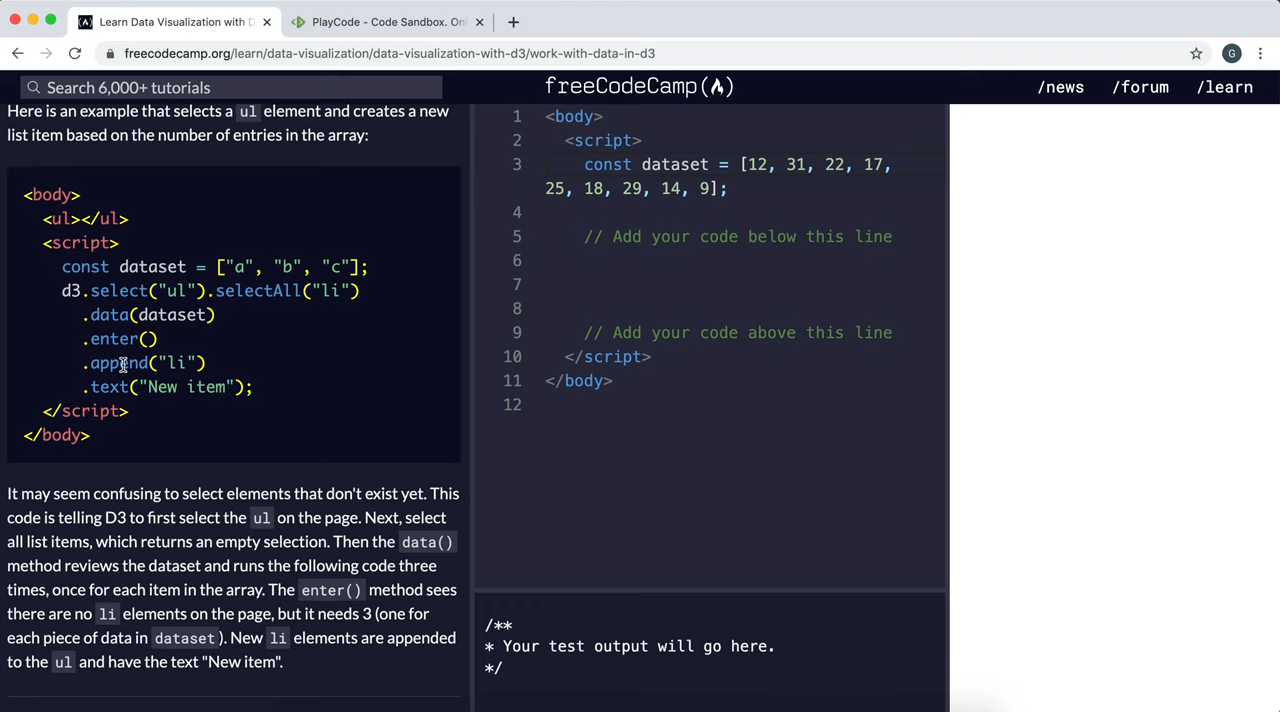 Learn Data Visualization with D
PlayCode - Code Sandbox. Onl
freecodecamp.org/learn/data-visualization/data-visualization-with-d3/work-with-data-in-d3
G
Search 6,000+ tutorials
freeCodeCamp
/news
/forum
/learn
Here is an example that selects a ul element and creates a new
list item based on the number of entries in the array:
<body>
<ul></ul>
<script>
const dataset = ["a", "b", "c"];
d3.select("ul").selectAll("li")
.data(dataset)
.enter()
.append("li")
.text("New item");
</script>
</body>
It may seem confusing to select elements that don't exist yet. This
code is telling D3 to first select the ul on the page. Next, select
all list items, which returns an empty selection. Then the data()
method reviews the dataset and runs the following code three
times, once for each item in the array. The enter() method sees
there are no li elements on the page, but it needs 3 (one for
each piece of data in dataset). New li elements are appended
to the ul and have the text "New item".
1 <body>
2 <script>
3 const dataset = [12, 31, 22, 17,
25, 18, 29, 14, 9];
4
5 // Add your code below this line
6
7
8
9 // Add your code above this line
10 </script>
11 </body>
12
/**
* Your test output will go here.
*/